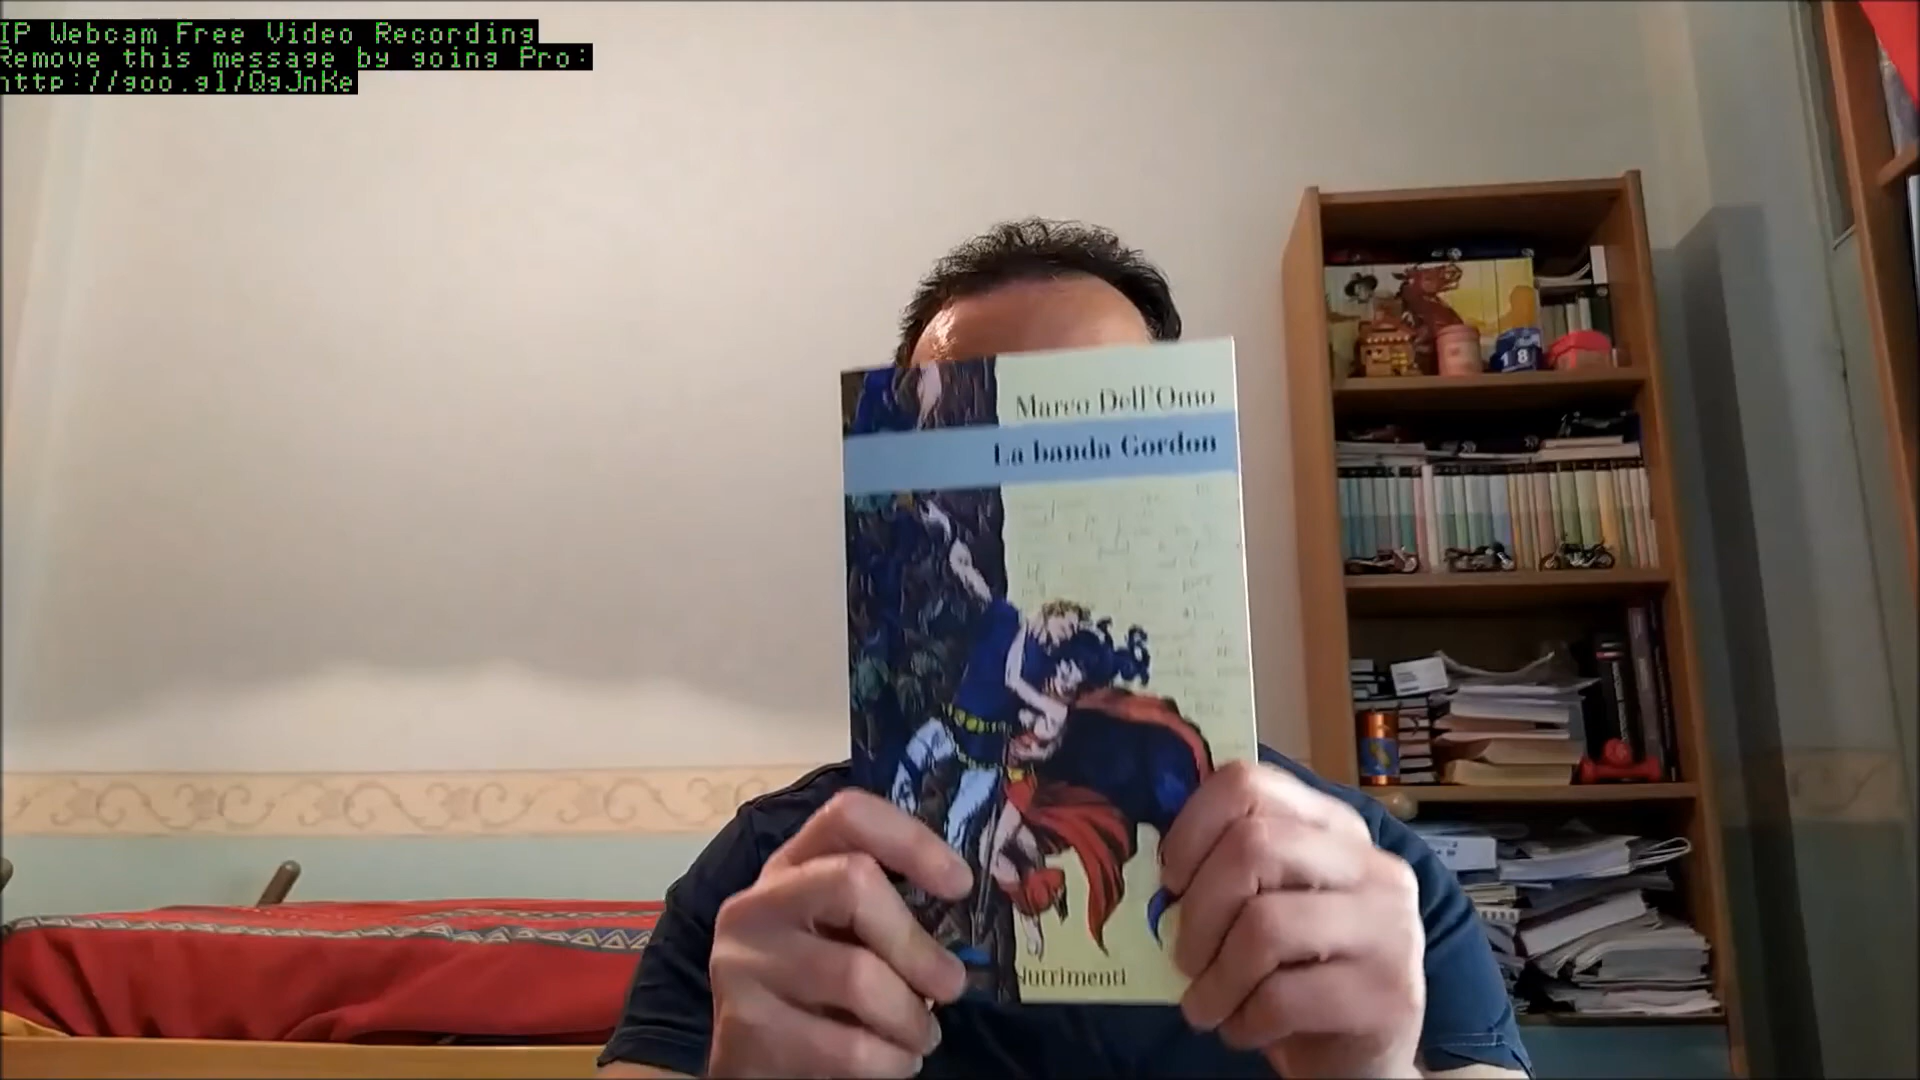 IP Webcam Free Video Recording
Remove this message by going Pro:
http://goo.gl/QgJnKe
Marco Dell'Omo
La banda Gordon
Nutrimenti
18